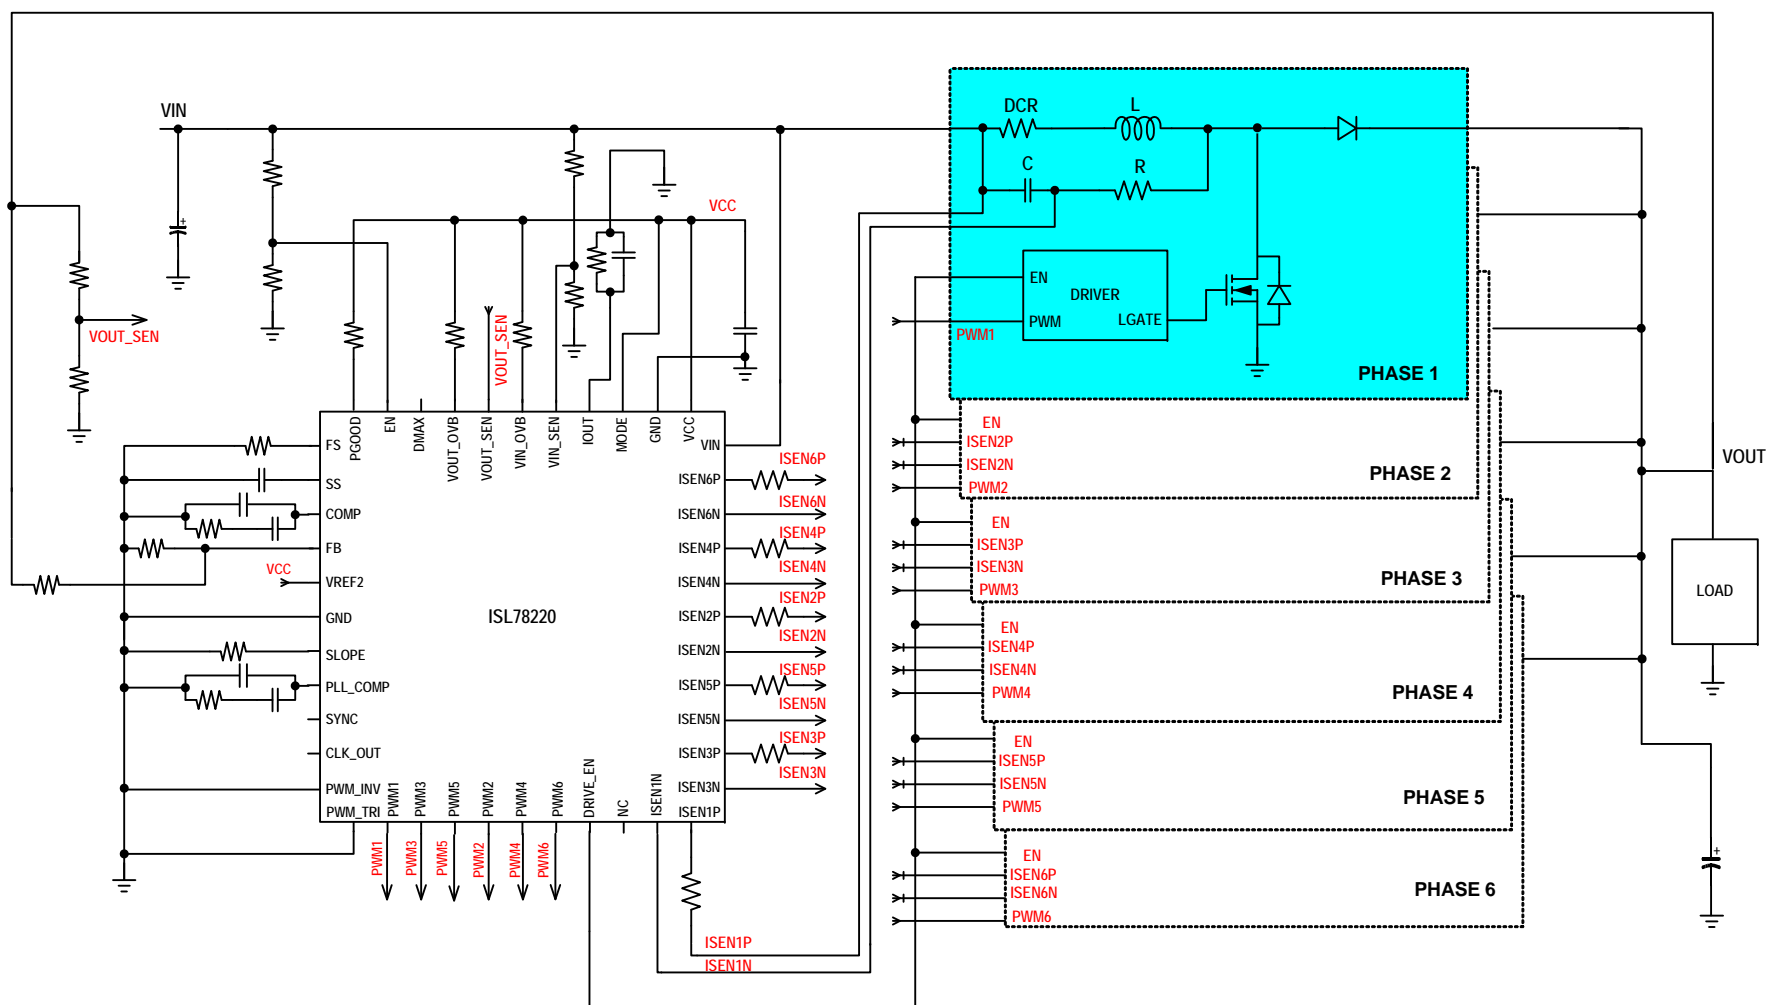 VIN
VCC
VOUT_SEN
VOUT_SEN
PGOOD
EN
DMAX
VOUT_OVB
VOUT_SEN
VIN_OVB
VIN_SEN
IOUT
MODE
GND
VCC
FS
SS
COMP
FB
VCC
VREF2
GND
SLOPE
PLL_COMP
SYNC
CLK_OUT
PWM_INV
PWM_TRI
ISL78220
VIN
ISEN6P
ISEN6N
ISEN4P
ISEN4N
ISEN2P
ISEN2N
ISEN5P
ISEN5N
ISEN3P
ISEN3N
ISEN1P
ISEN6P
ISEN6N
ISEN4P
ISEN4N
ISEN2P
ISEN2N
ISEN5P
ISEN5N
ISEN3P
ISEN3N
PWM1
PWM3
PWM5
PWM2
PWM4
PWM6
DRIVE_EN
NC
ISEN1N
PWM1
PWM3
PWM5
PWM2
PWM4
PWM6
ISEN1P
ISEN1N
DCR
L
C
R
EN
DRIVER
PWM
LGATE
PWM1
PHASE 1
EN
ISEN2P
ISEN2N
PWM2
PHASE 2
EN
ISEN3P
ISEN3N
PWM3
PHASE 3
EN
ISEN4P
ISEN4N
PWM4
PHASE 4
EN
ISEN5P
ISEN5N
PWM5
PHASE 5
EN
ISEN6P
ISEN6N
PWM6
PHASE 6
VOUT
LOAD
+
+